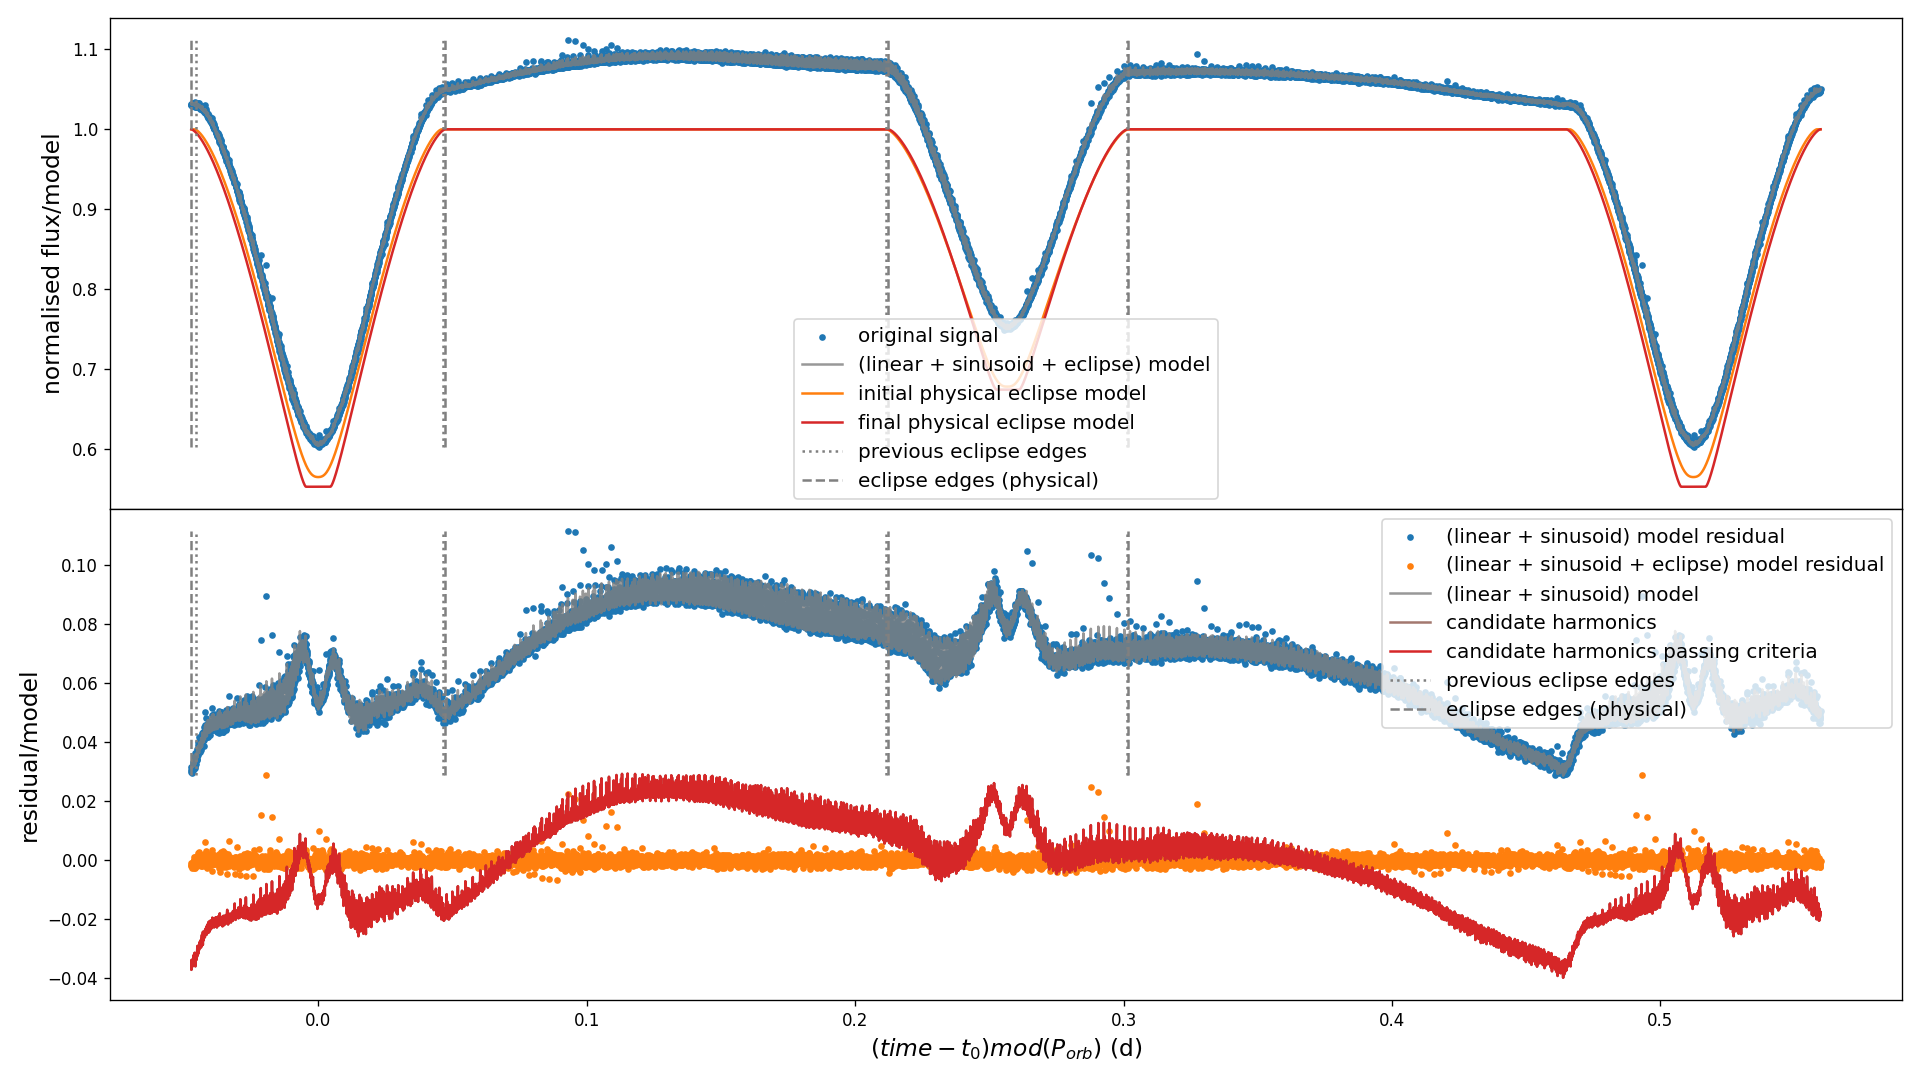 normalised flux/model
1.1
1.0
0.9
0.8
0.7
0.6
original signal
(linear + sinusoid + eclipse) model
initial physical eclipse model
final physical eclipse model
previous eclipse edges
eclipse edges (physical)
residual/model
0.10
0.08
0.06
0.04
0.02
0.00
−0.02
−0.04
(linear + sinusoid) model residual
(linear + sinusoid + eclipse) model residual
(linear + sinusoid) model
candidate harmonics
candidate harmonics passing criteria
previous eclipse edges
eclipse edges (physical)
0.0 0.1 0.2 0.3 0.4 0.5
(time − t₀)mod(Pₒᵣb) (d)